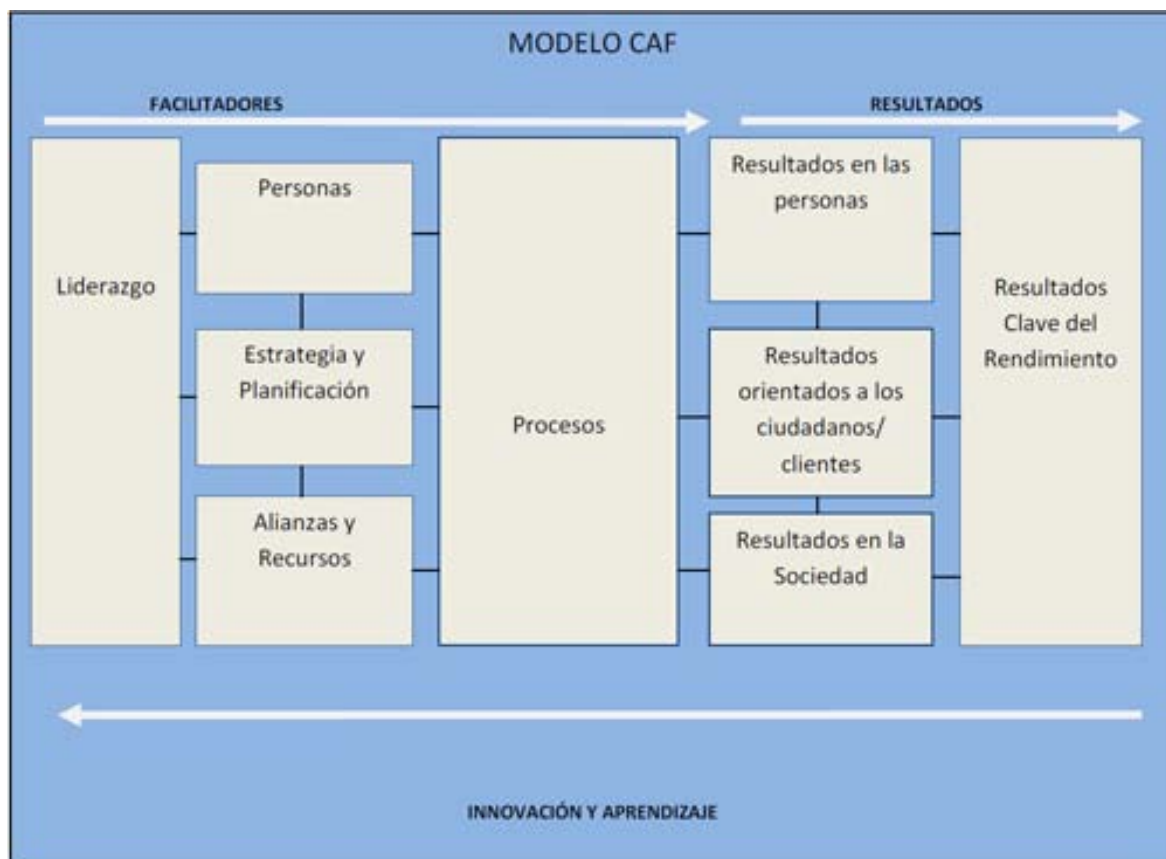 MODELO CAF
FACILITADORES
RESULTADOS
Liderazgo
Personas
Estrategia y
Planificación
Alianzas y
Recursos
Procesos
Resultados en las
personas
Resultados
orientados a los
ciudadanos/
clientes
Resultados en la
Sociedad
Resultados
Clave del
Rendimiento
INNOVACIÓN Y APRENDIZAJE